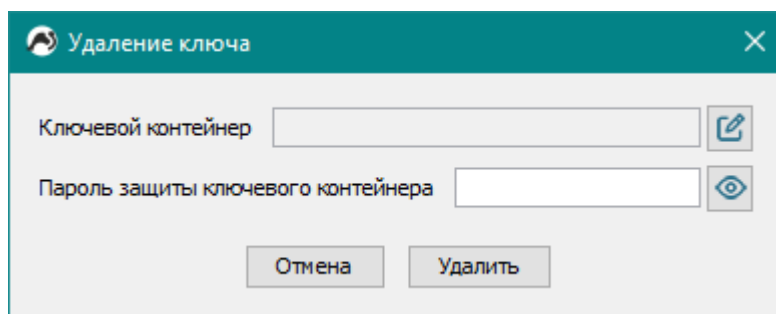 Удаление ключа
Ключевой контейнер
Пароль защиты ключевого контейнера
Отмена Удалить